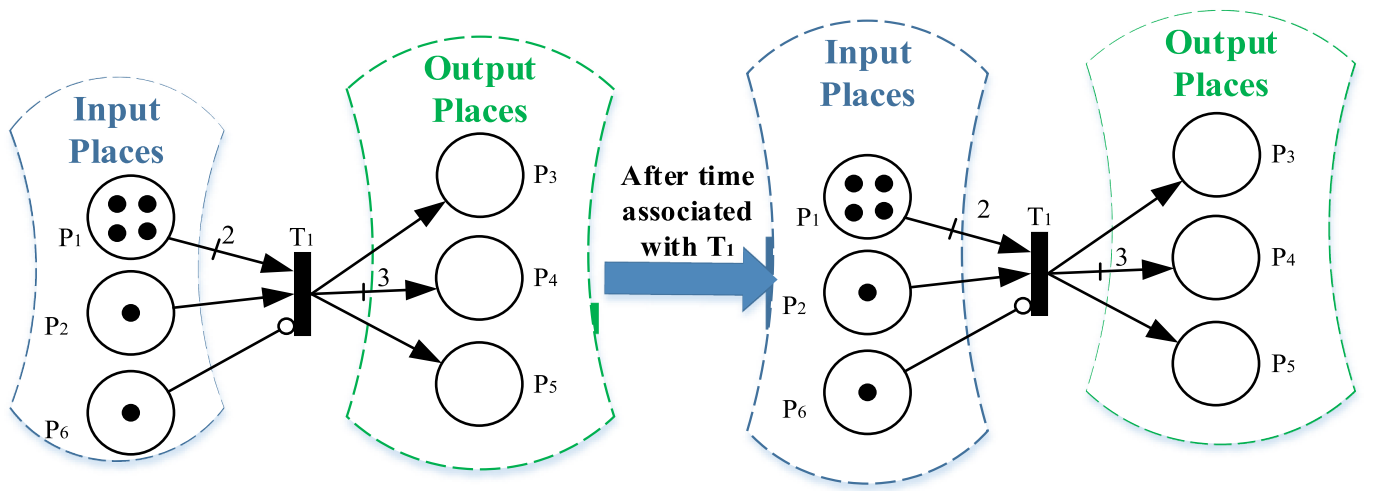 Input
Places
P1
P2
P6
2
T1
Output
Places
3
P3
P4
P5
After time
associated
with T1
Input
Places
P1
P2
P6
2
T1
Output
Places
3
P3
P4
P5